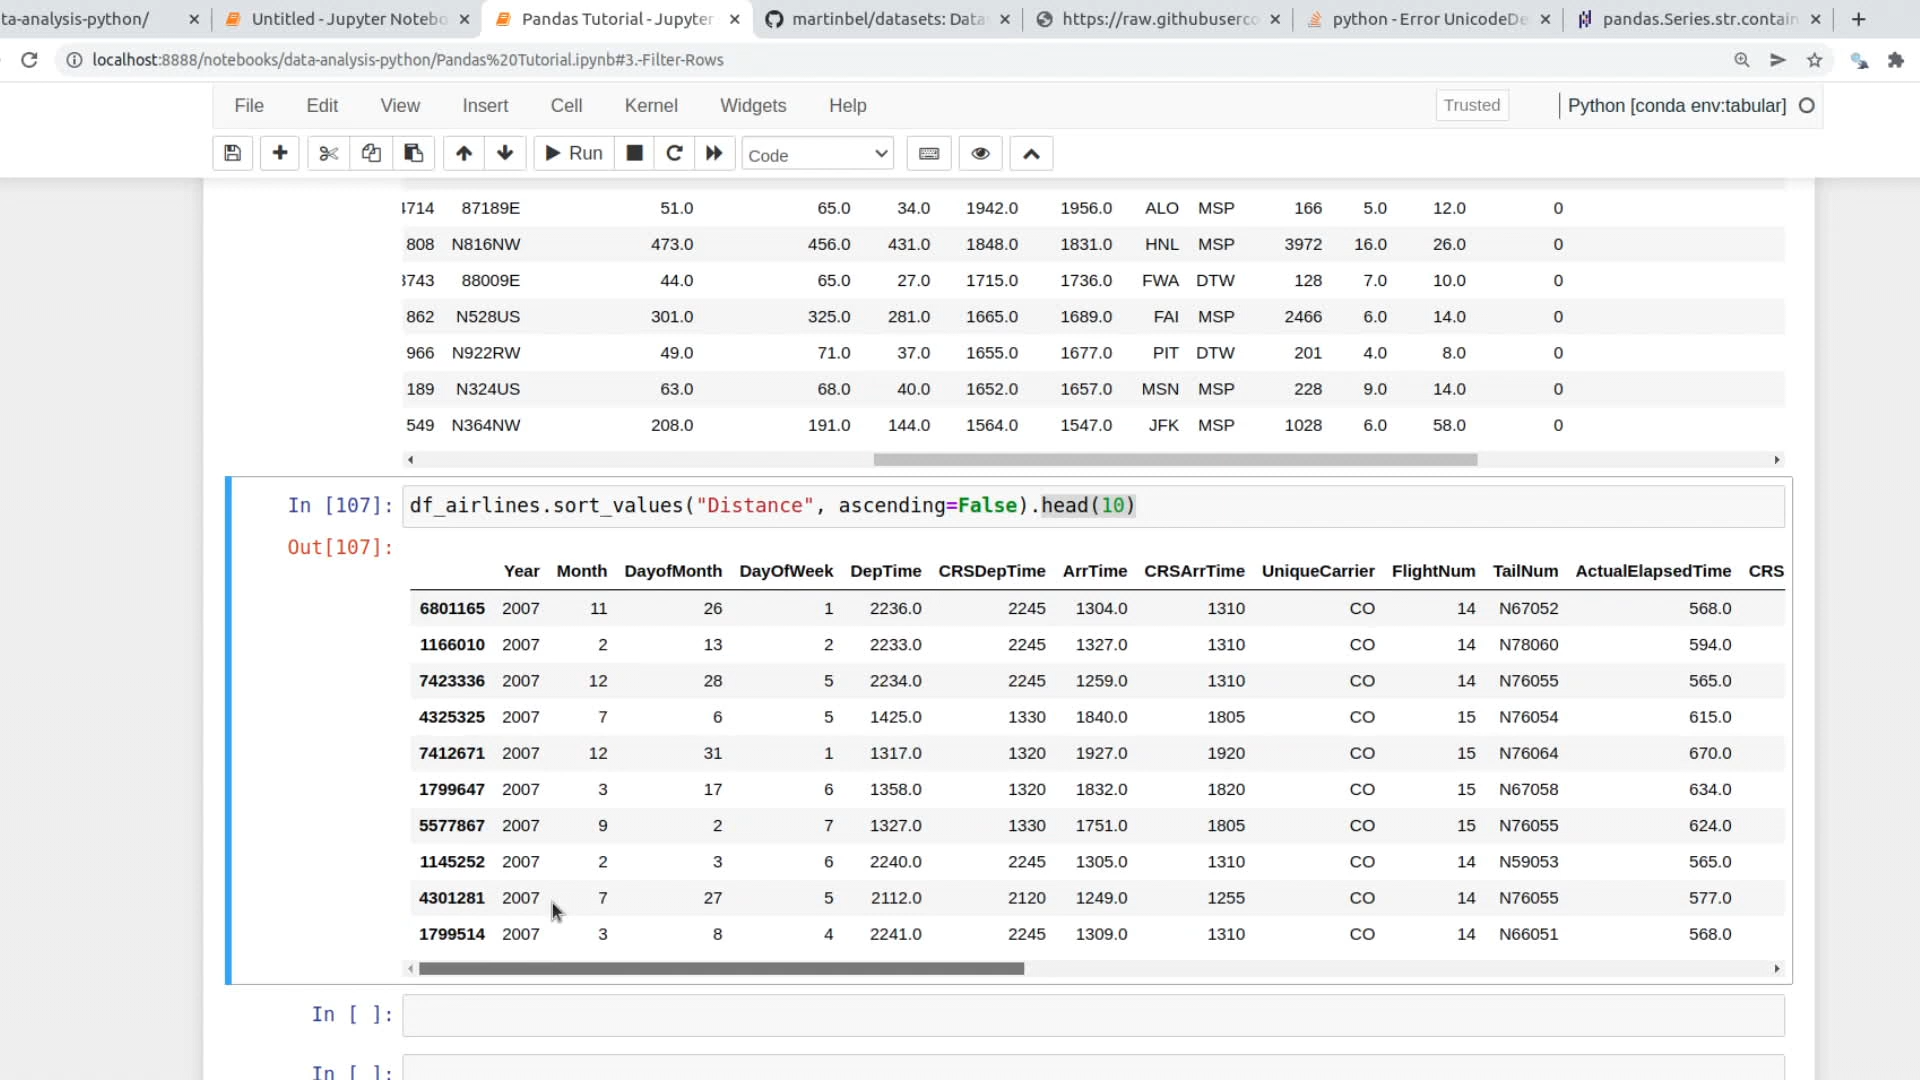 ta-analysis-python/ Untitled - Jupyter Notebo Pandas Tutorial - Jupyter martinbel/datasets: Data https://raw.githubuserco python - Error UnicodeDe pandas.Series.str.contain
localhost:8888/notebooks/data-analysis-python/Pandas%20Tutorial.ipynb#3.-Filter-Rows
File Edit View Insert Cell Kernel Widgets Help Trusted Python [conda env:tabular]
Run Code
4714 87189E 51.0 65.0 34.0 1942.0 1956.0 ALO MSP 166 5.0 12.0 0
808 N816NW 473.0 456.0 431.0 1848.0 1831.0 HNL MSP 3972 16.0 26.0 0
3743 88009E 44.0 65.0 27.0 1715.0 1736.0 FWA DTW 128 7.0 10.0 0
862 N528US 301.0 325.0 281.0 1665.0 1689.0 FAI MSP 2466 6.0 14.0 0
966 N922RW 49.0 71.0 37.0 1655.0 1677.0 PIT DTW 201 4.0 8.0 0
189 N324US 63.0 68.0 40.0 1652.0 1657.0 MSN MSP 228 9.0 14.0 0
549 N364NW 208.0 191.0 144.0 1564.0 1547.0 JFK MSP 1028 6.0 58.0 0
In [107]: df_airlines.sort_values("Distance", ascending=False).head(10)
Out[107]:
Year Month DayofMonth DayOfWeek DepTime CRSDepTime ArrTime CRSArrTime UniqueCarrier FlightNum TailNum ActualElapsedTime CRS
6801165 2007 11 26 1 2236.0 2245 1304.0 1310 CO 14 N67052 568.0
1166010 2007 2 13 2 2233.0 2245 1327.0 1310 CO 14 N78060 594.0
7423336 2007 12 28 5 2234.0 2245 1259.0 1310 CO 14 N76055 565.0
4325325 2007 7 6 5 1425.0 1330 1840.0 1805 CO 15 N76054 615.0
7412671 2007 12 31 1 1317.0 1320 1927.0 1920 CO 15 N76064 670.0
1799647 2007 3 17 6 1358.0 1320 1832.0 1820 CO 15 N67058 634.0
5577867 2007 9 2 7 1327.0 1330 1751.0 1805 CO 15 N76055 624.0
1145252 2007 2 3 6 2240.0 2245 1305.0 1310 CO 14 N59053 565.0
4301281 2007 7 27 5 2112.0 2120 1249.0 1255 CO 14 N76055 577.0
1799514 2007 3 8 4 2241.0 2245 1309.0 1310 CO 14 N66051 568.0
In [ ]:
In [ ]: